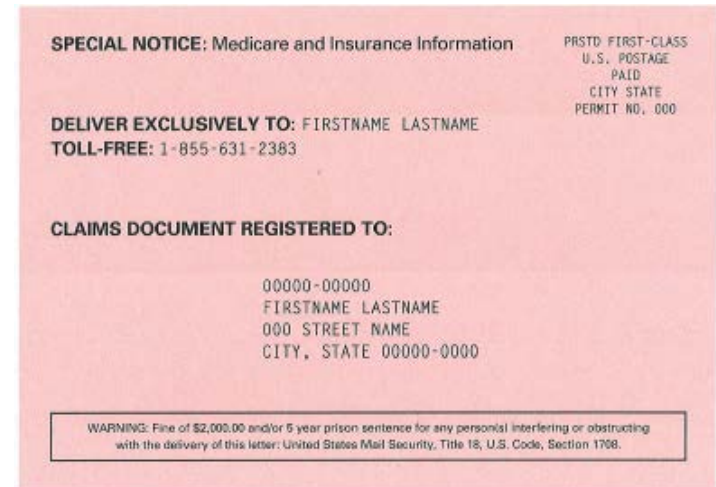 SPECIAL NOTICE: Medicare and Insurance Information
PRSTD FIRST-CLASS
U.S. POSTAGE
PAID
CITY STATE
PERMIT NO. 000
DELIVER EXCLUSIVELY TO: FIRSTNAME LASTNAME
TOLL-FREE: 1-855-631-2383
CLAIMS DOCUMENT REGISTERED TO:
00000-00000
FIRSTNAME LASTNAME
000 STREET NAME
CITY, STATE 00000-0000
WARNING: Fine of $2,000.00 and/or 5 year prison sentence for any person(s) interfering or obstructing
with the delivery of this letter: United States Mail Security, Title 18, U.S. Code, Section 1708.